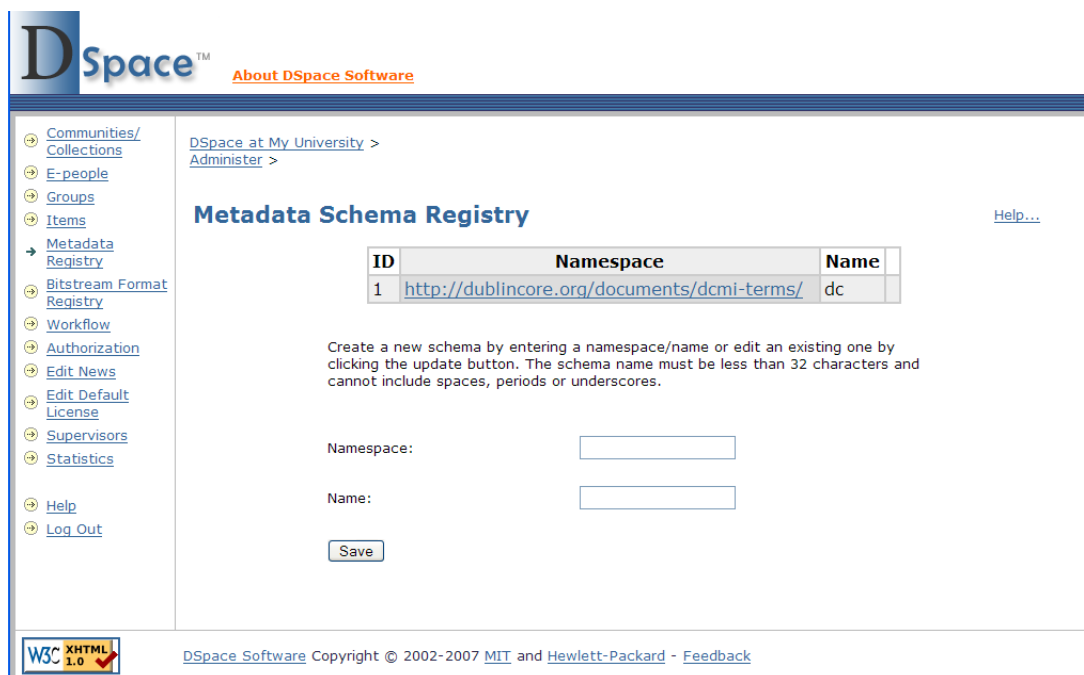 DSpace™
About DSpace Software
Communities/
Collections
E-people
Groups
Items
Metadata
Registry
Bitstream Format
Registry
Workflow
Authorization
Edit News
Edit Default
License
Supervisors
Statistics
Help
Log Out
DSpace at My University >
Administer >
Metadata Schema Registry
Help...
ID Namespace Name
1 http://dublincore.org/documents/dcmi-terms/ dc
Create a new schema by entering a namespace/name or edit an existing one by
clicking the update button. The schema name must be less than 32 characters and
cannot include spaces, periods or underscores.
Namespace:
Name:
Save
W3C XHTML
1.0
DSpace Software Copyright © 2002-2007 MIT and Hewlett-Packard - Feedback